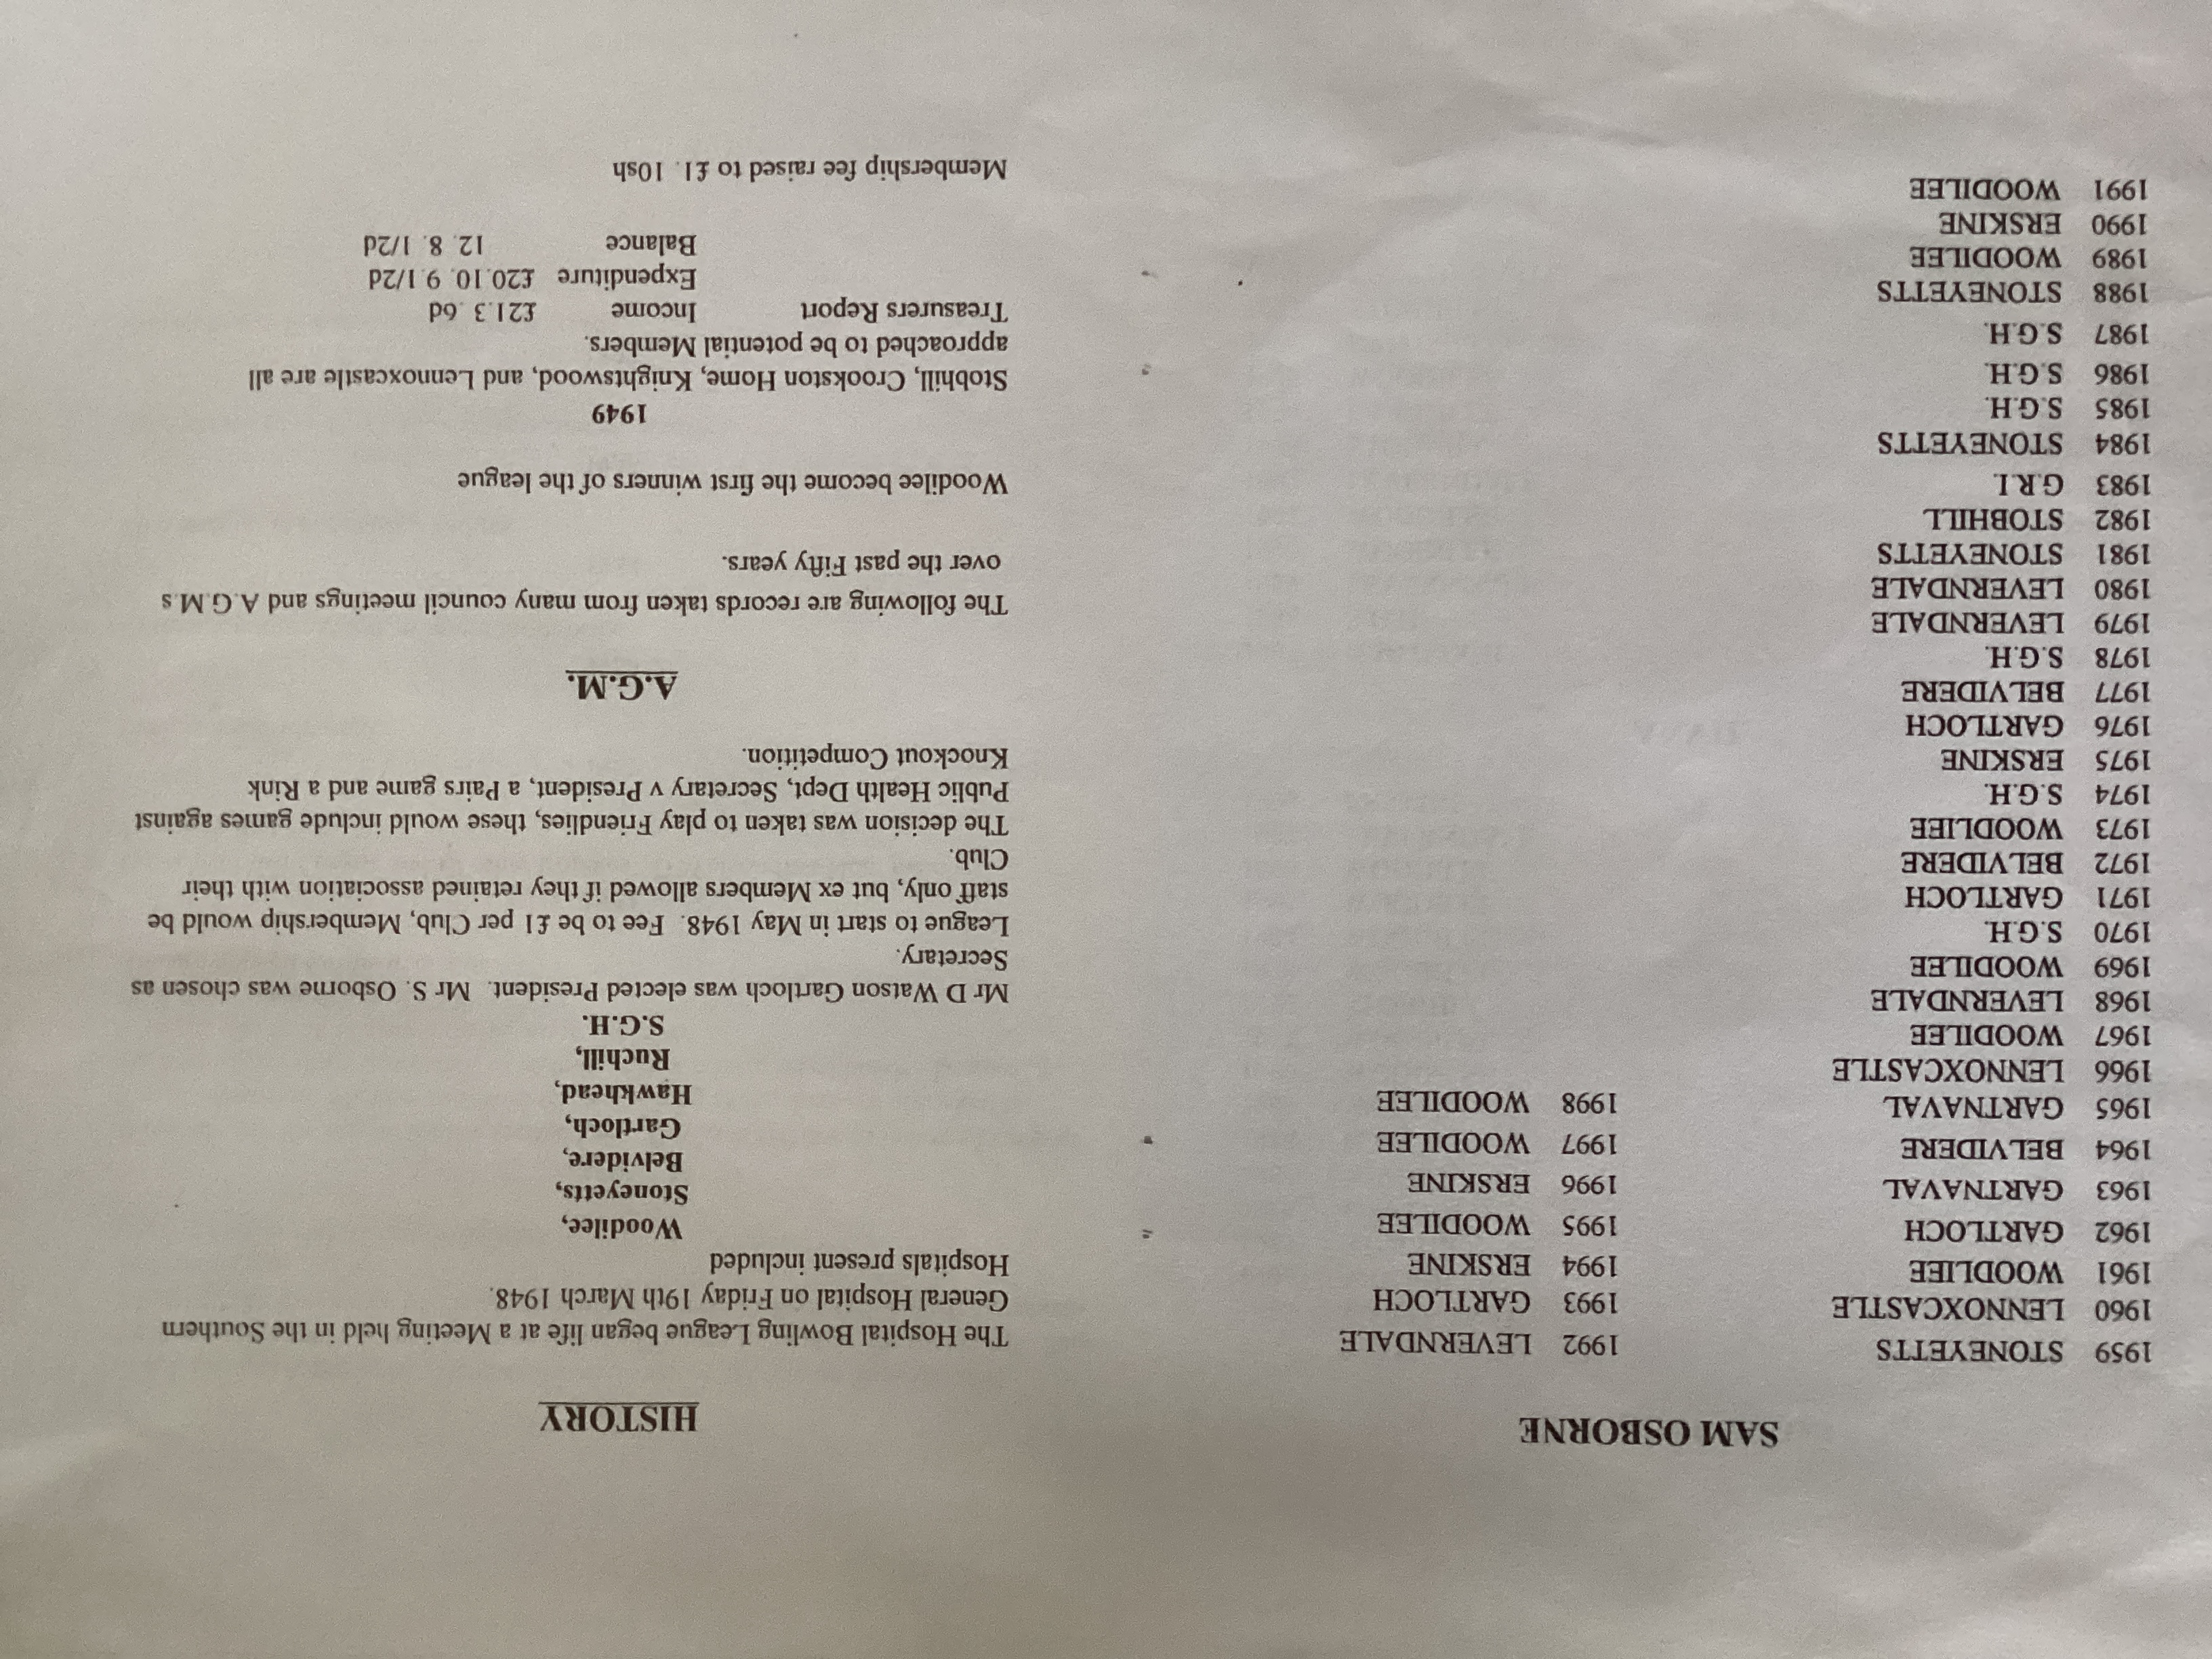 SAM OSBORNE
1959 STONEYETTS
1960 LENNOXCASTLE
1961 WOODLIEE
1962 GARTLOCH
1963 GARTNAVAL
1964 BELVIDERE
1965 GARTNAVAL
1966 LENNOXCASTLE
1967 WOODILEE
1968 LEVERNDALE
1969 WOODILEE
1970 S.G.H.
1971 GARTLOCH
1972 BELVIDERE
1973 WOODLIEE
1974 S.G.H.
1975 ERSKINE
1976 GARTLOCH
1977 BELVIDERE
1978 S.G.H.
1979 LEVERNDALE
1980 LEVERNDALE
1981 STONEYETTS
1982 STOBHILL
1983 G.R.I.
1984 STONEYETTS
1985 S.G.H.
1986 S.G.H.
1987 S.G.H.
1988 STONEYETTS
1989 WOODILEE
1990 ERSKINE
1991 WOODILEE
1992 LEVERNDALE
1993 GARTLOCH
1994 ERSKINE
1995 WOODILEE
1996 ERSKINE
1997 WOODILEE
1998 WOODILEE
HISTORY
The Hospital Bowling League began life at a Meeting held in the Southern
General Hospital on Friday 19th March 1948.
Hospitals present included
Woodilee,
Stoneyetts,
Belvidere,
Gartloch,
Hawkhead,
Ruchill,
S.G.H.
Mr D Watson Gartloch was elected President. Mr S. Osborne was chosen as
Secretary.
League to start in May 1948. Fee to be £1 per Club, Membership would be
staff only, but ex Members allowed if they retained association with their
Club.
The decision was taken to play Friendlies, these would include games against
Public Health Dept, Secretary v President, a Pairs game and a Rink
Knockout Competition.
A.G.M.
The following are records taken from many council meetings and A.G.M.s
over the past Fifty years.
Woodilee become the first winners of the league
1949
Stobhill, Crookston Home, Knightswood, and Lennoxcastle are all
approached to be potential Members.
Treasurers Report Income £21.3 .6d
Expenditure £20.10. 9.1/2d
Balance 12. 8. 1/2d
Membership fee raised to £1. 10sh